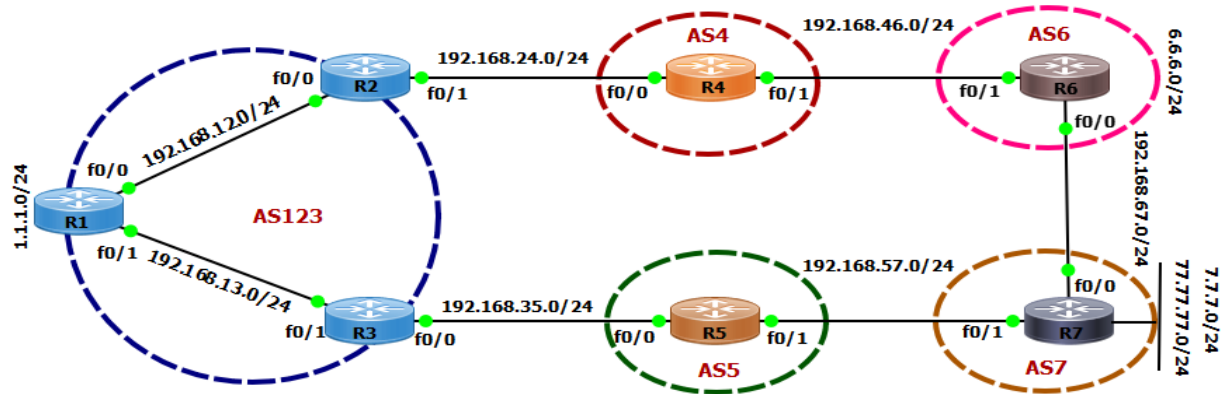 192.168.24.0/24
AS4
192.168.46.0/24
AS6
6.6.6.0/24
f0/0
R2
f0/1
f0/0
R4
f0/1
f0/1
R6
f0/0
192.168.12.0/24
f0/0
1.1.1.0/24
R1
f0/1
AS123
192.168.13.0/24
192.168.67.0/24
192.168.35.0/24
192.168.57.0/24
f0/1
R3
f0/0
f0/0
R5
f0/1
AS5
f0/0
f0/1
R7
AS7
7.7.7.0/24
77.77.77.0/24